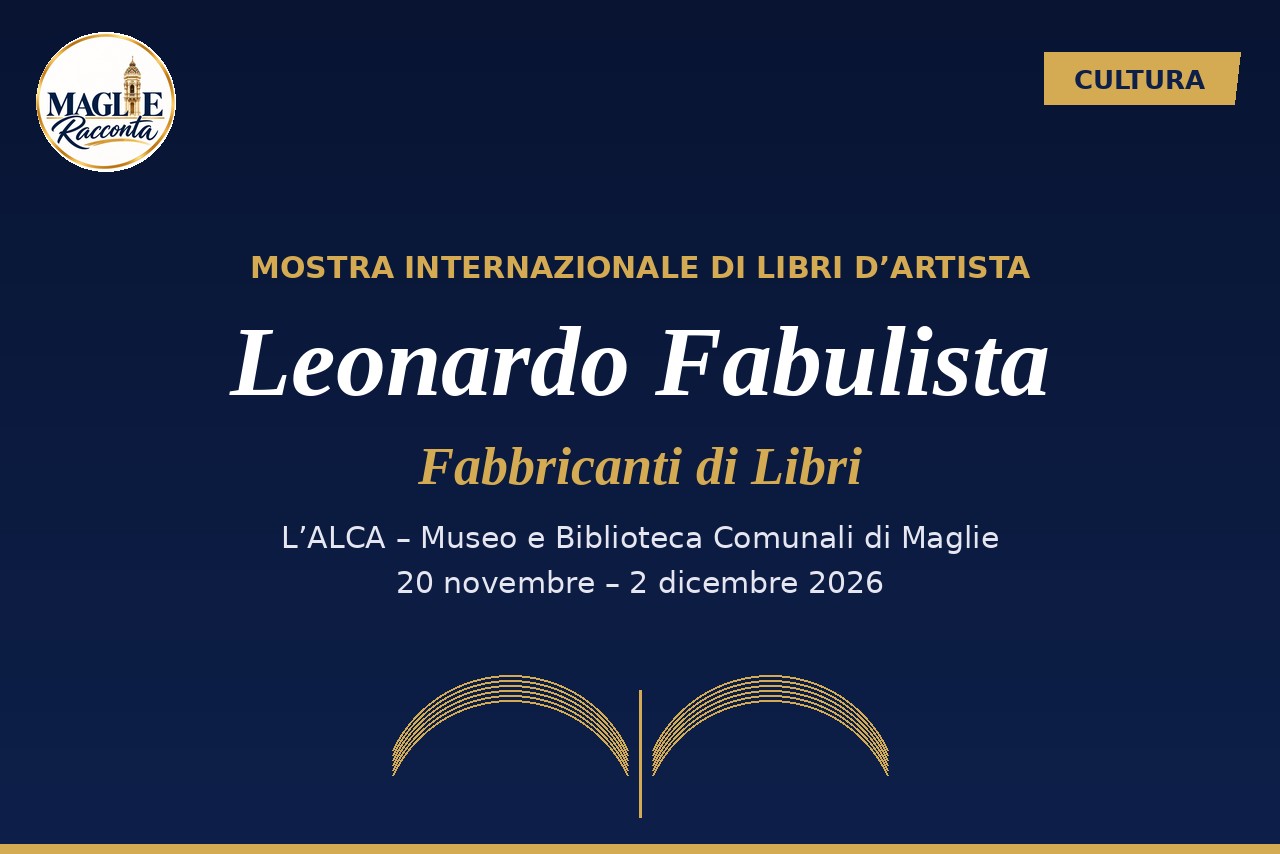 MAGLIE
Racconta
CULTURA
MOSTRA INTERNAZIONALE DI LIBRI D’ARTISTA
Leonardo Fabulista
Fabbricanti di Libri
L’ALCA – Museo e Biblioteca Comunali di Maglie
20 novembre – 2 dicembre 2026